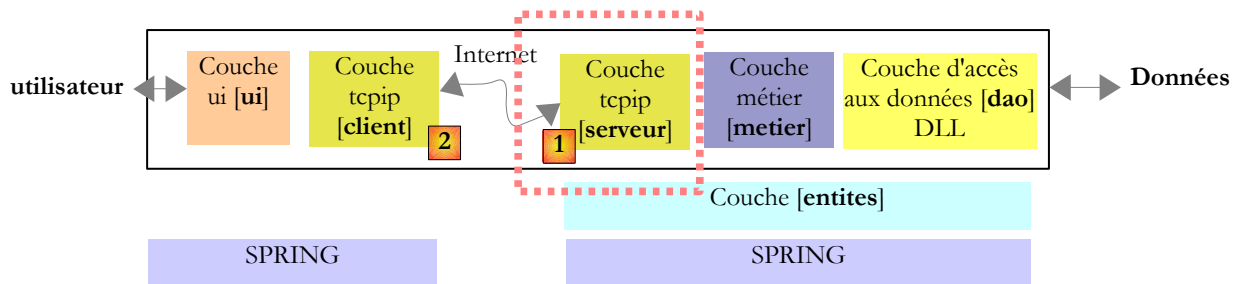 utilisateur
Couche
ui [ui]
Couche
tcpip
[client]
2
Internet
1
Couche
tcpip
[serveur]
Couche
métier
[metier]
Couche d'accès
aux données [dao]
DLL
Données
Couche [entites]
SPRING
SPRING